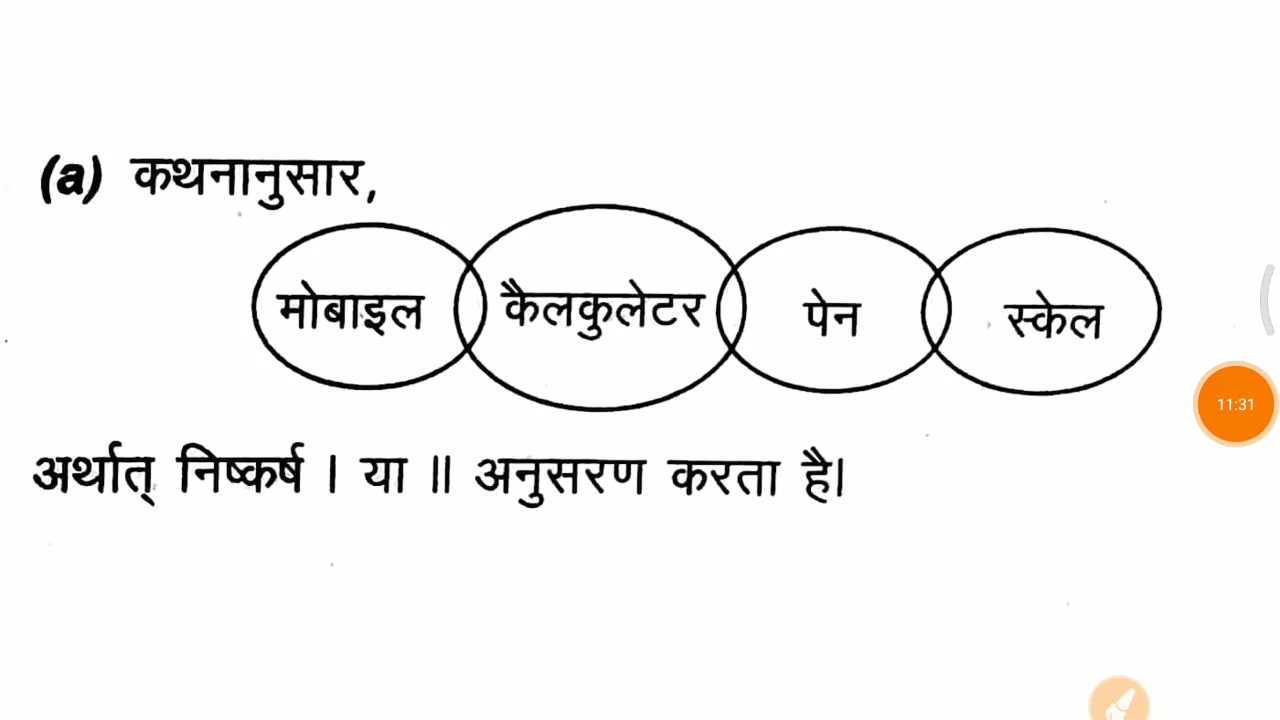 (a) कथनानुसार,
मोबाइल कैलकुलेटर पेन स्केल
अर्थात् निष्कर्ष I या II अनुसरण करता है।
11:31